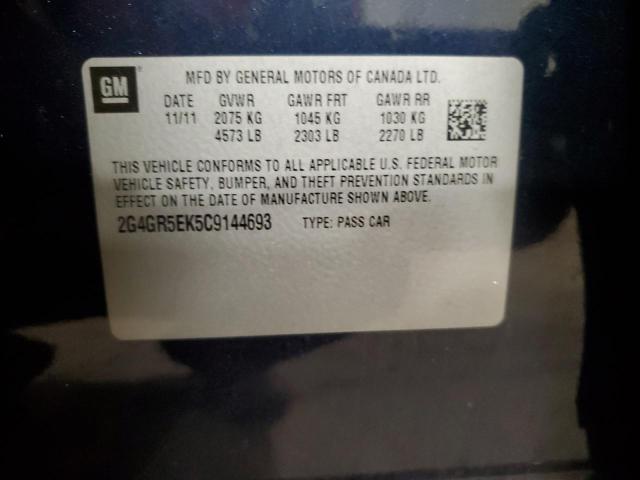 GM
MFD BY GENERAL MOTORS OF CANADA LTD.
DATE GVWR GAWR FRT GAWR RR
11/11 2075 KG 1045 KG 1030 KG
4573 LB 2303 LB 2270 LB
THIS VEHICLE CONFORMS TO ALL APPLICABLE U.S. FEDERAL MOTOR
VEHICLE SAFETY, BUMPER, AND THEFT PREVENTION STANDARDS IN
EFFECT ON THE DATE OF MANUFACTURE SHOWN ABOVE.
2G4GR5EK5C9144693 TYPE: PASS CAR